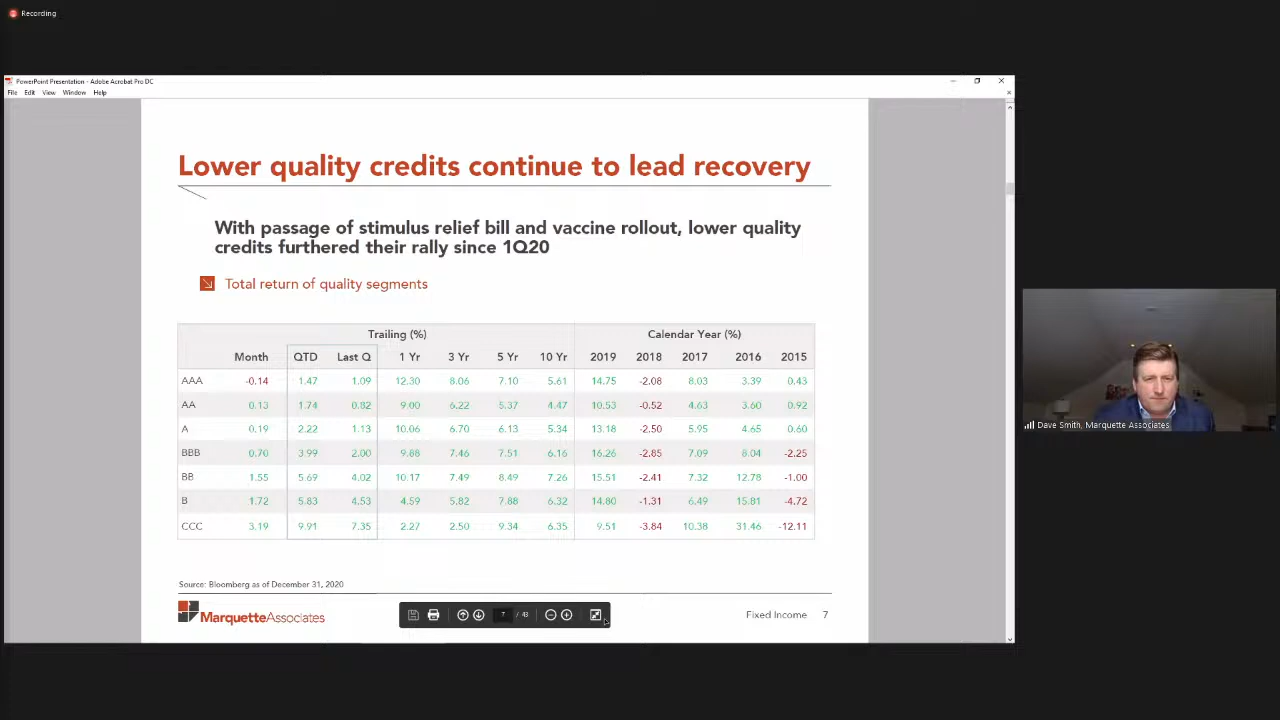 Recording
PowerPoint Presentation - Adobe Acrobat Pro DC
File Edit View Window Help
Lower quality credits continue to lead recovery
With passage of stimulus relief bill and vaccine rollout, lower quality
credits furthered their rally since 1Q20
Total return of quality segments
Trailing (%) Calendar Year (%)
Month QTD Last Q 1 Yr 3 Yr 5 Yr 10 Yr 2019 2018 2017 2016 2015
AAA -0.14 1.47 1.09 12.30 8.06 7.10 5.61 14.75 -2.08 8.03 3.39 0.43
AA 0.13 1.74 0.82 9.00 6.22 5.37 4.47 10.53 -0.52 4.63 3.60 0.92
A 0.19 2.22 1.13 10.06 6.70 6.13 5.34 13.18 -2.50 5.95 4.65 0.60
BBB 0.70 3.99 2.00 9.88 7.46 7.51 6.16 16.26 -2.85 7.09 8.04 -2.25
BB 1.55 5.69 4.02 10.17 7.49 8.49 7.26 15.51 -2.41 7.32 12.78 -1.00
B 1.72 5.83 4.53 4.59 5.82 7.88 6.32 14.80 -1.31 6.49 15.81 -4.72
CCC 3.19 9.91 7.35 2.27 2.50 9.34 6.35 9.51 -3.84 10.38 31.46 -12.11
Source: Bloomberg as of December 31, 2020
MarquetteAssociates
7 / 43
Fixed Income 7
Dave Smith, Marquette Associates